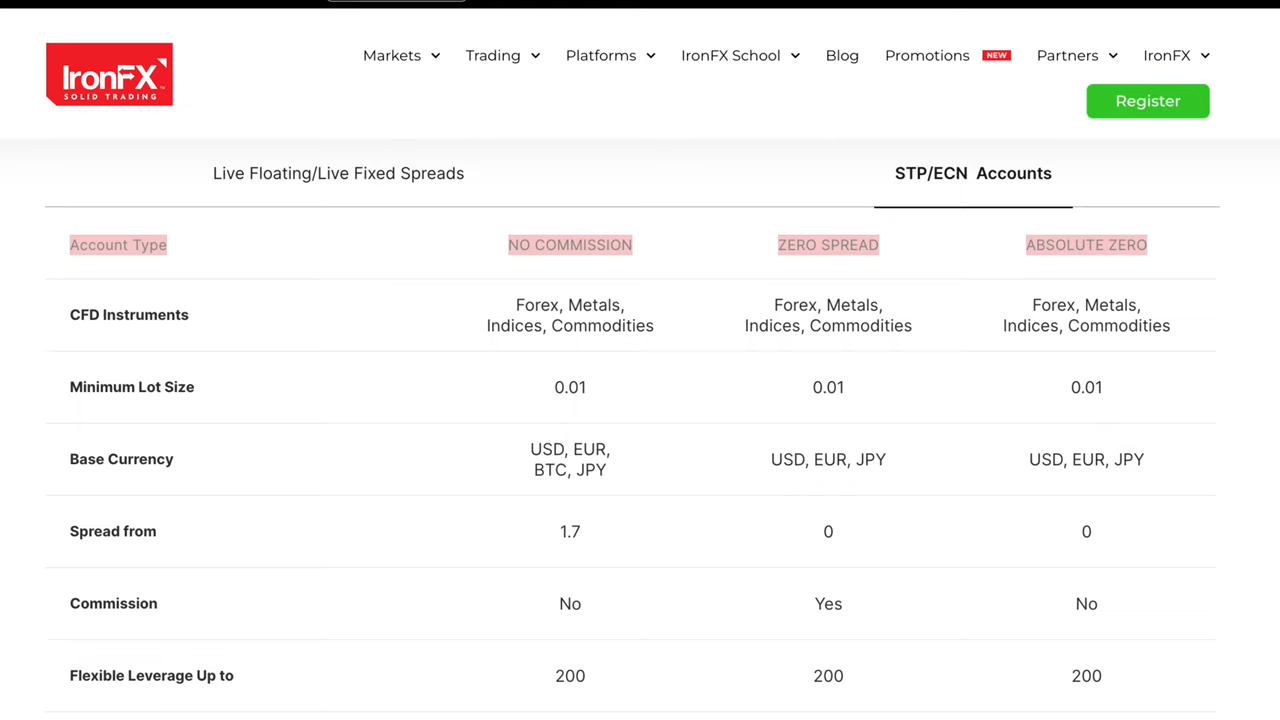 Markets Trading Platforms IronFX School Blog Promotions NEW Partners IronFX
IronFX
SOLID TRADING
Register
Live Floating/Live Fixed Spreads STP/ECN Accounts
Account Type NO COMMISSION ZERO SPREAD ABSOLUTE ZERO
CFD Instruments Forex, Metals, Indices, Commodities Forex, Metals, Indices, Commodities Forex, Metals, Indices, Commodities
Minimum Lot Size 0.01 0.01 0.01
Base Currency USD, EUR, BTC, JPY USD, EUR, JPY USD, EUR, JPY
Spread from 1.7 0 0
Commission No Yes No
Flexible Leverage Up to 200 200 200